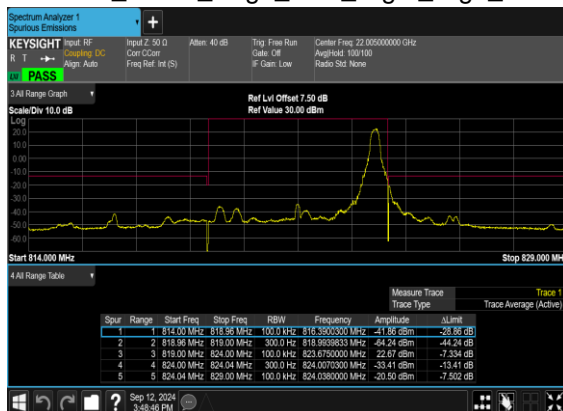 Spectrum Analyzer 1
Spurious Emissions
KEYSIGHT Input: RF Input Z: 50 Ω Atten: 40 dB Trig: Free Run Center Freq: 22.005000000 GHz
R T Coupling: DC Corr CCorr Gate: Off Avg|Hold: 100/100
Align: Auto Freq Ref: Int (S) IF Gain: Low Radio Std: None
PASS
3 All Range Graph
Ref Lvl Offset 7.50 dB
Scale/Div 10.0 dB Ref Value 30.00 dBm
Log
20.0
10.0
0.00
-10.0
-20.0
-30.0
-40.0
-50.0
-60.0
Start 814.000 MHz Stop 829.000 MH
4 All Range Table
Measure Trace Trace 1
Trace Type Trace Average (Active)
Spur Range Start Freq Stop Freq RBW Frequency Amplitude ΔLimit
1 1 814.00 MHz 818.96 MHz 100.0 kHz 816.3900300 MHz -41.86 dBm -28.86 dB
2 2 818.96 MHz 819.00 MHz 300.0 Hz 818.9939833 MHz -64.24 dBm -44.24 dB
3 3 819.00 MHz 824.00 MHz 100.0 kHz 823.6750000 MHz 22.67 dBm -7.334 dB
4 4 824.00 MHz 824.04 MHz 300.0 Hz 824.0070300 MHz -33.41 dBm -13.41 dB
5 5 824.04 MHz 829.00 MHz 100.0 kHz 824.0380000 MHz -20.50 dBm -7.502 dB
? Sep 12, 2024
3:48:46 PM